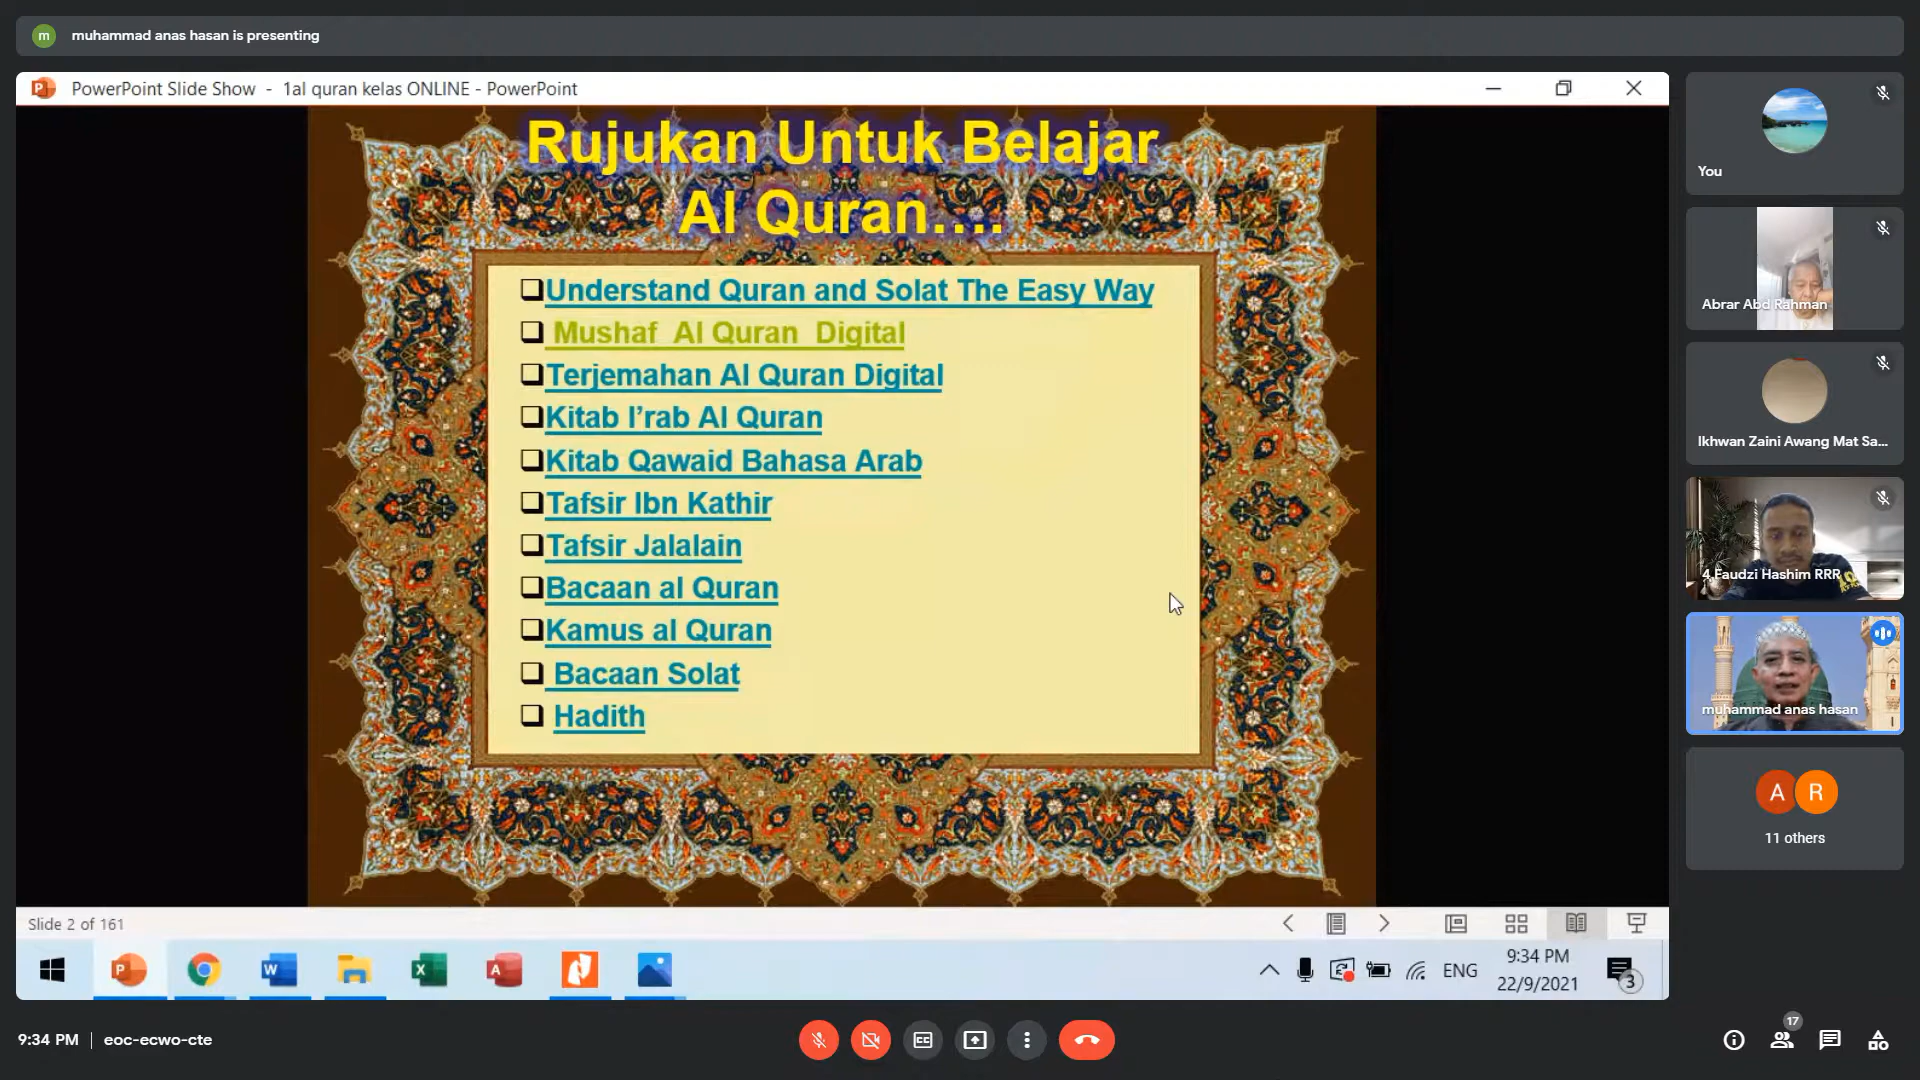 m muhammad anas hasan is presenting
PowerPoint Slide Show - 1al quran kelas ONLINE - PowerPoint
Rujukan Untuk Belajar
Al Quran....
Understand Quran and Solat The Easy Way
Mushaf Al Quran Digital
Terjemahan Al Quran Digital
Kitab I’rab Al Quran
Kitab Qawaid Bahasa Arab
Tafsir Ibn Kathir
Tafsir Jalalain
Bacaan al Quran
Kamus al Quran
Bacaan Solat
Hadith
Slide 2 of 161
ENG
9:34 PM
22/9/2021
3
You
Abrar Abd Rahman
Ikhwan Zaini Awang Mat Sa...
4 Faudzi Hashim RRR
muhammad anas hasan
A R
11 others
9:34 PM | eoc-ecwo-cte
17